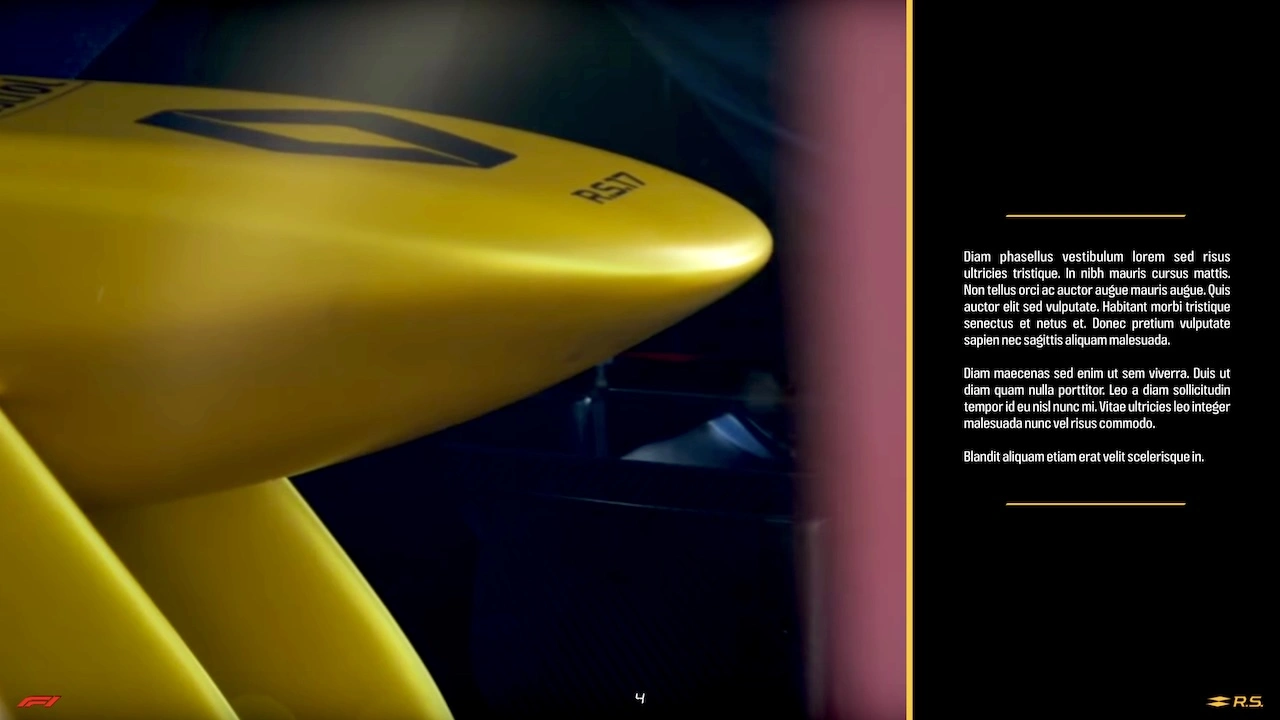 R.S.17
Diam phasellus vestibulum lorem sed risus
ultricies tristique. In nibh mauris cursus mattis.
Non tellus orci ac auctor augue mauris augue. Quis
auctor elit sed vulputate. Habitant morbi tristique
senectus et netus et. Donec pretium vulputate
sapien nec sagittis aliquam malesuada.
Diam maecenas sed enim ut sem viverra. Duis ut
diam quam nulla porttitor. Leo a diam sollicitudin
tempor id eu nisl nunc mi. Vitae ultricies leo integer
malesuada nunc vel risus commodo.
Blandit aliquam etiam erat velit scelerisque in.
F1
4
R.S.